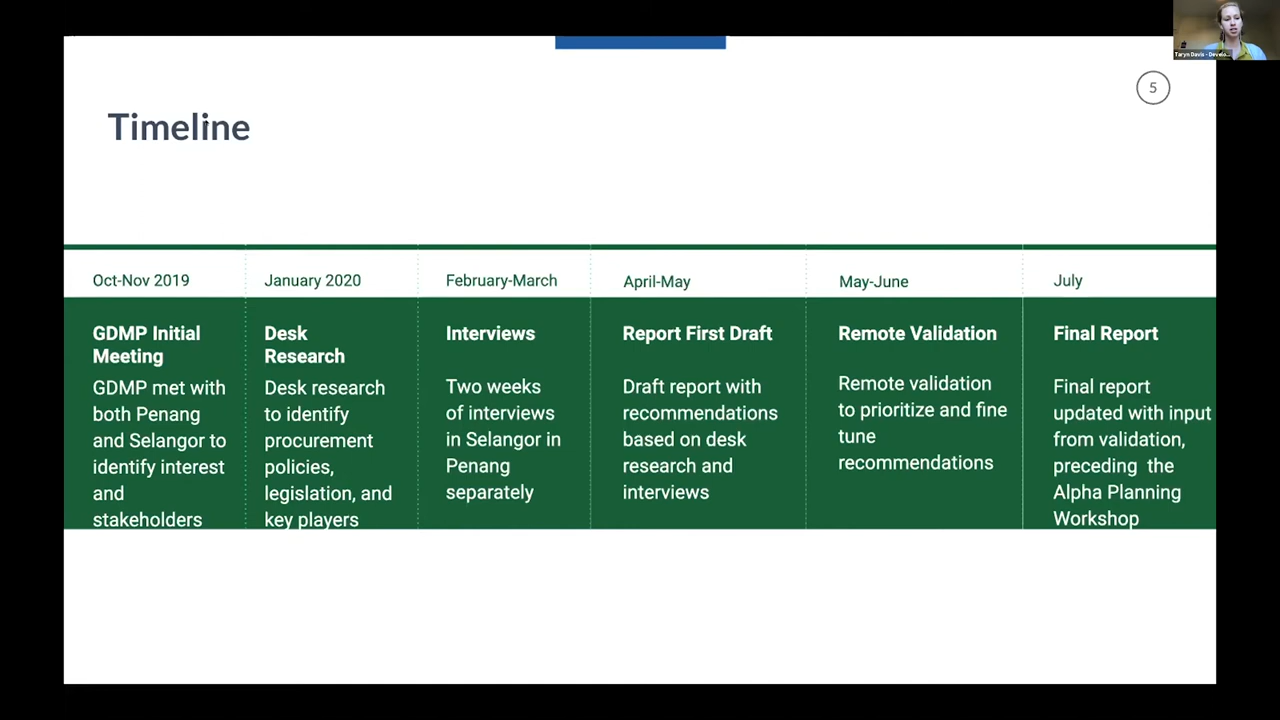 Taryn Davis - Develo...
5
Timeline
Oct-Nov 2019
GDMP Initial
Meeting
GDMP met with
both Penang
and Selangor to
identify interest
and
stakeholders
January 2020
Desk
Research
Desk research
to identify
procurement
policies,
legislation, and
key players
February-March
Interviews
Two weeks
of interviews
in Selangor in
Penang
separately
April-May
Report First Draft
Draft report with
recommendations
based on desk
research and
interviews
May-June
Remote Validation
Remote validation
to prioritize and fine
tune
recommendations
July
Final Report
Final report
updated with input
from validation,
preceding the
Alpha Planning
Workshop